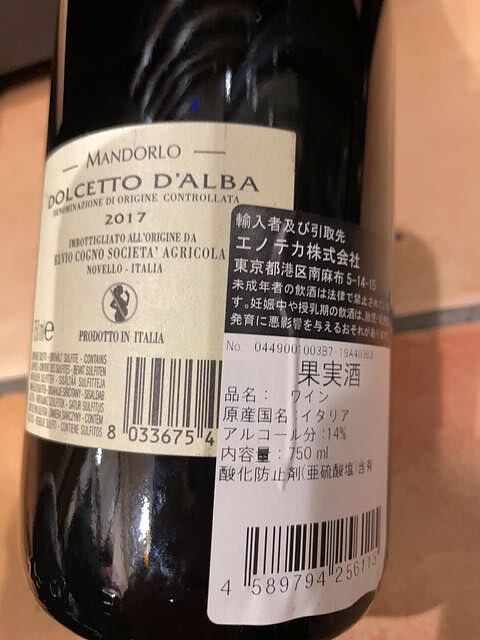 MANDORLO
DOLCETTO D'ALBA
DENOMINAZIONE DI ORIGINE CONTROLLATA
2017
IMBOTTIGLIATO ALL'ORIGINE DA
ELVIO COGNO SOCIETA' AGRICOLA
NOVELLO - ITALIA
PRODOTTO IN ITALIA
8 033675 4
輸入者及び引取先
エノテカ株式会社
東京都港区南麻布 5-14-15
未成年者の飲酒は法律で禁止され
す。妊娠中や授乳期の飲酒は、胎児・
発育に悪影響を与えるおそれがあり
No.
果実酒
品名： ワイン
原産国名：イタリア
アルコール分：14%
内容量：750 ml
酸化防止剤(亜硫酸塩)含有
4 589794 256113